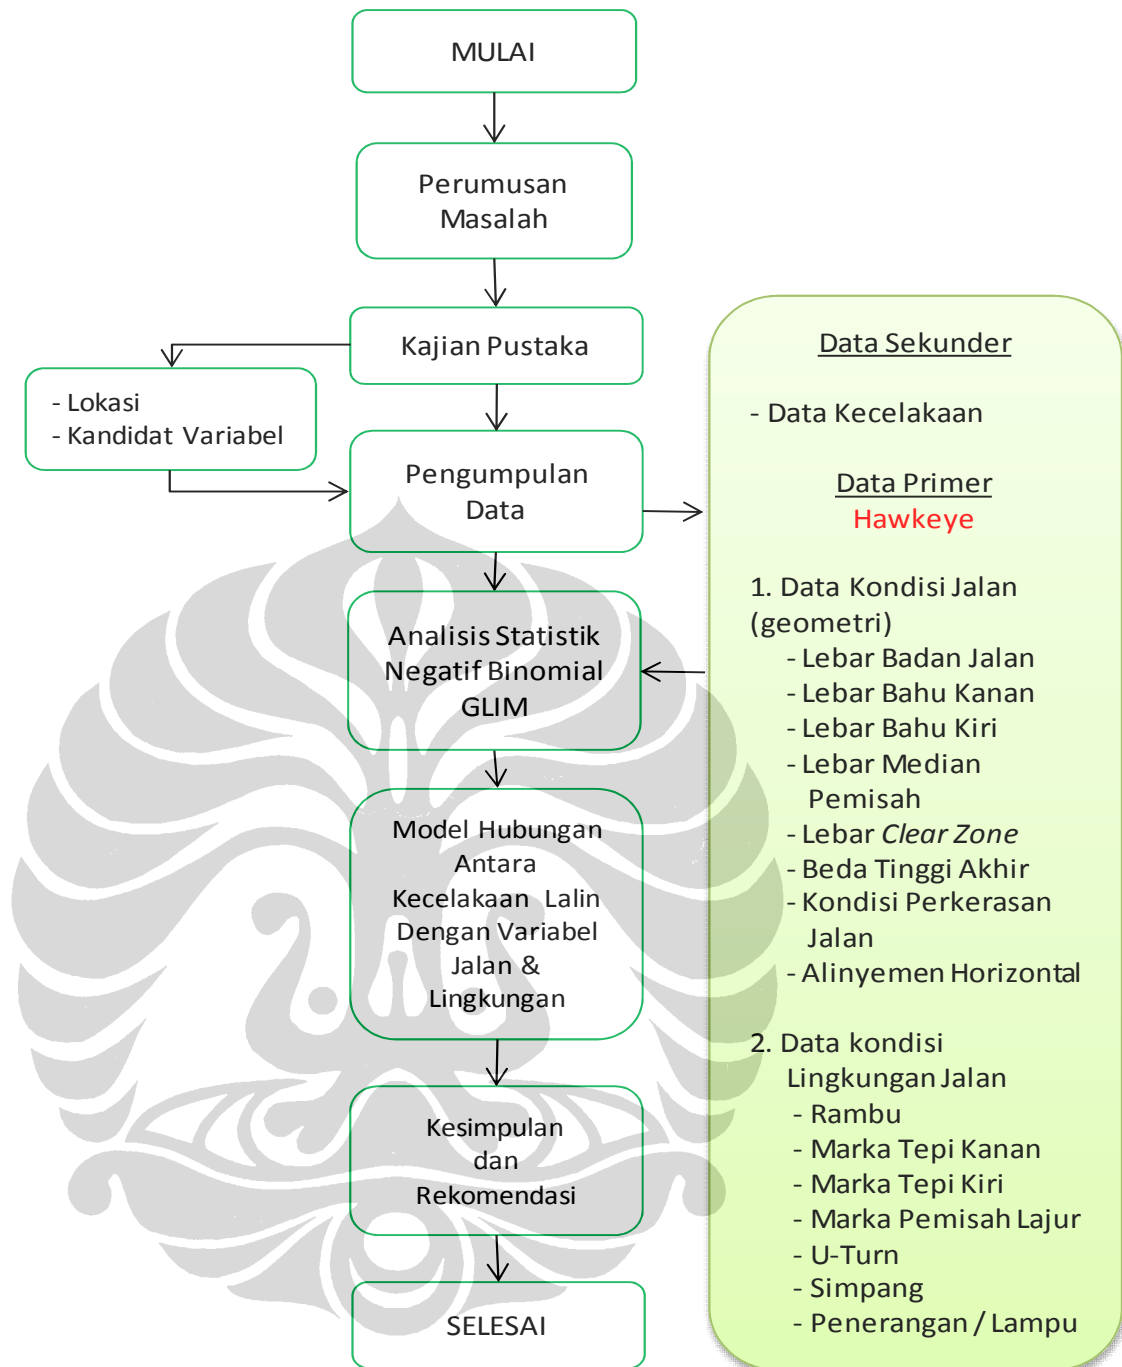 MULAI
Perumusan
Masalah
Kajian Pustaka
- Lokasi
- Kandidat Variabel
Pengumpulan
Data
Analisis Statistik
Negatif Binomial
GLIM
Model Hubungan
Antara
Kecelakaan Lalin
Dengan Variabel
Jalan &
Lingkungan
Kesimpulan
dan
Rekomendasi
SELESAI
Data Sekunder
- Data Kecelakaan
Data Primer
Hawkeye
1. Data Kondisi Jalan
(geometri)
- Lebar Badan Jalan
- Lebar Bahu Kanan
- Lebar Bahu Kiri
- Lebar Median
Pemisah
- Lebar Clear Zone
- Beda Tinggi Akhir
- Kondisi Perkerasan
Jalan
- Alinyemen Horizontal
2. Data kondisi
Lingkungan Jalan
- Rambu
- Marka Tepi Kanan
- Marka Tepi Kiri
- Marka Pemisah Lajur
- U-Turn
- Simpang
- Penerangan / Lampu